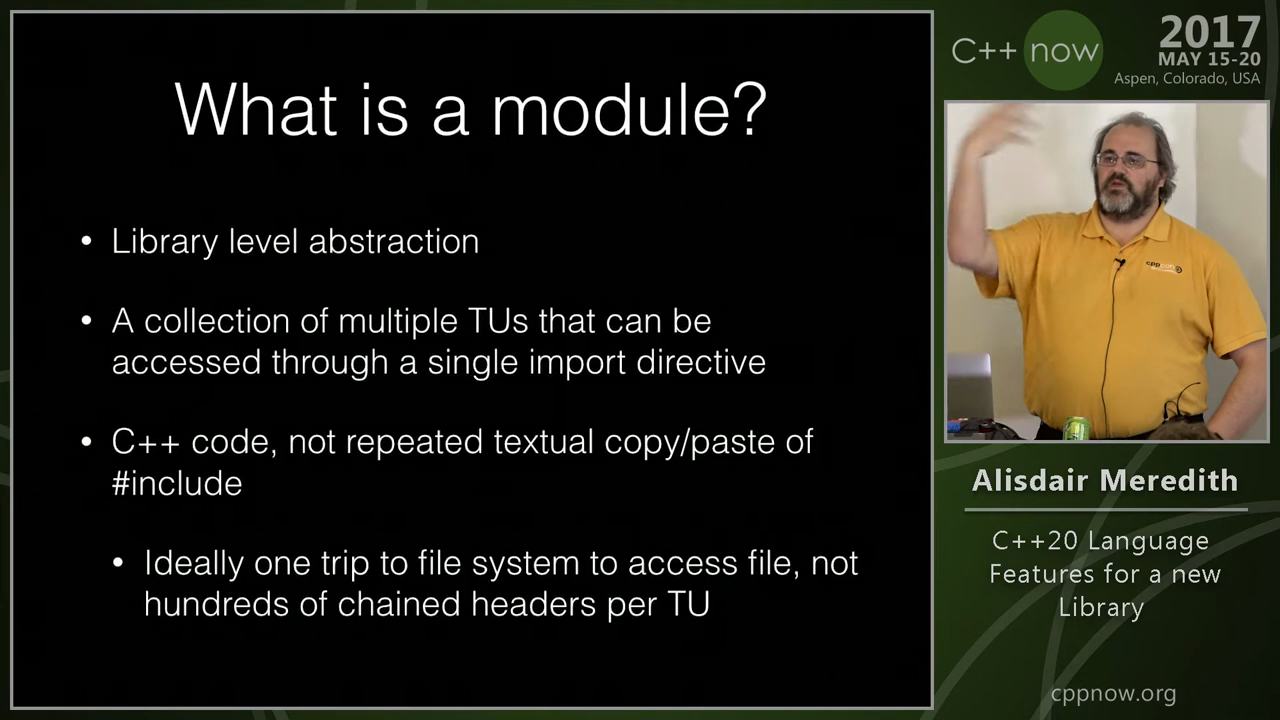 What is a module?
• Library level abstraction
• A collection of multiple TUs that can be
accessed through a single import directive
• C++ code, not repeated textual copy/paste of
#include
• Ideally one trip to file system to access file, not
hundreds of chained headers per TU
C++ now
2017
MAY 15-20
Aspen, Colorado, USA
Alisdair Meredith
C++20 Language
Features for a new
Library
cppnow.org